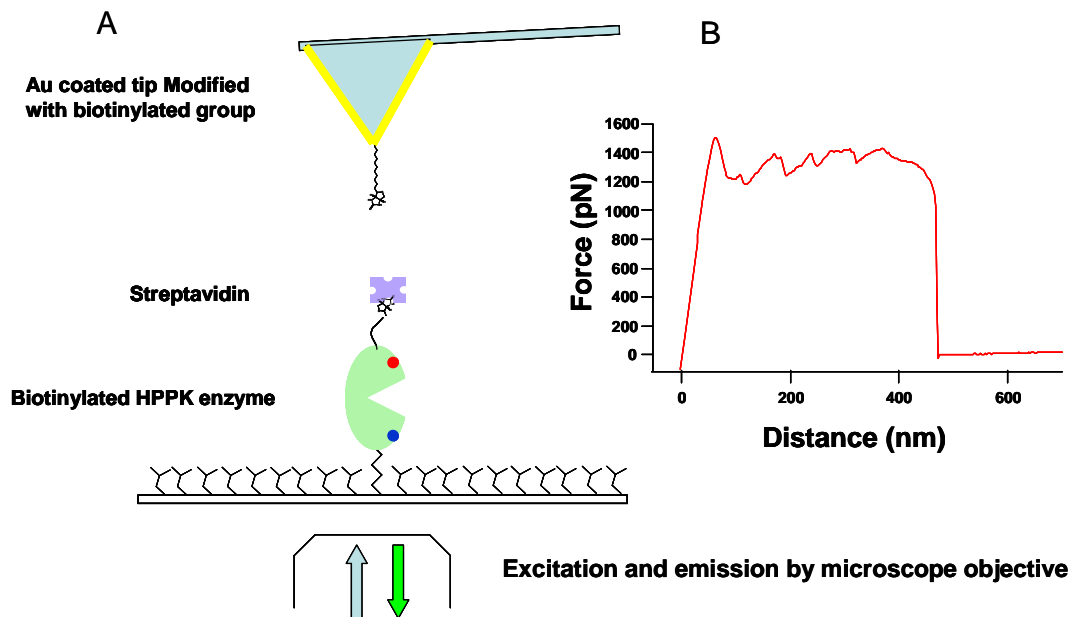 A
Au coated tip Modified
with biotinylated group
Streptavidin
Biotinylated HPPK enzyme
Excitation and emission by microscope objective
B
Force (pN)
1600
1400
1200
1000
800
600
400
200
0
0 200 400 600
Distance (nm)